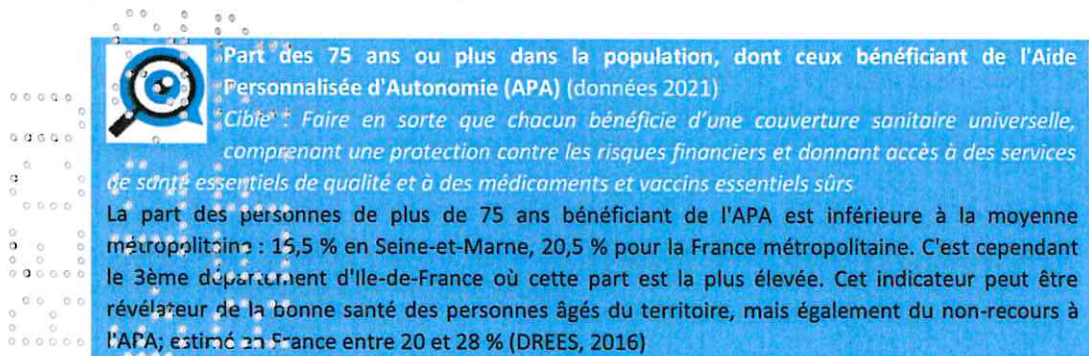 Part des 75 ans ou plus dans la population, dont ceux bénéficiant de l'Aide
Personnalisée d'Autonomie (APA) (données 2021)
Cible : Faire en sorte que chacun bénéficie d'une couverture sanitaire universelle,
comprenant une protection contre les risques financiers et donnant accès à des services
de santé essentiels de qualité et à des médicaments et vaccins essentiels sûrs
La part des personnes de plus de 75 ans bénéficiant de l'APA est inférieure à la moyenne
métropolitaine : 16,5 % en Seine-et-Marne, 20,5 % pour la France métropolitaine. C'est cependant
le 3ème département d'Ile-de-France où cette part est la plus élevée. Cet indicateur peut être
révélateur de la bonne santé des personnes âgés du territoire, mais également du non-recours à
l'APA; estimé en France entre 20 et 28 % (DREES, 2016)